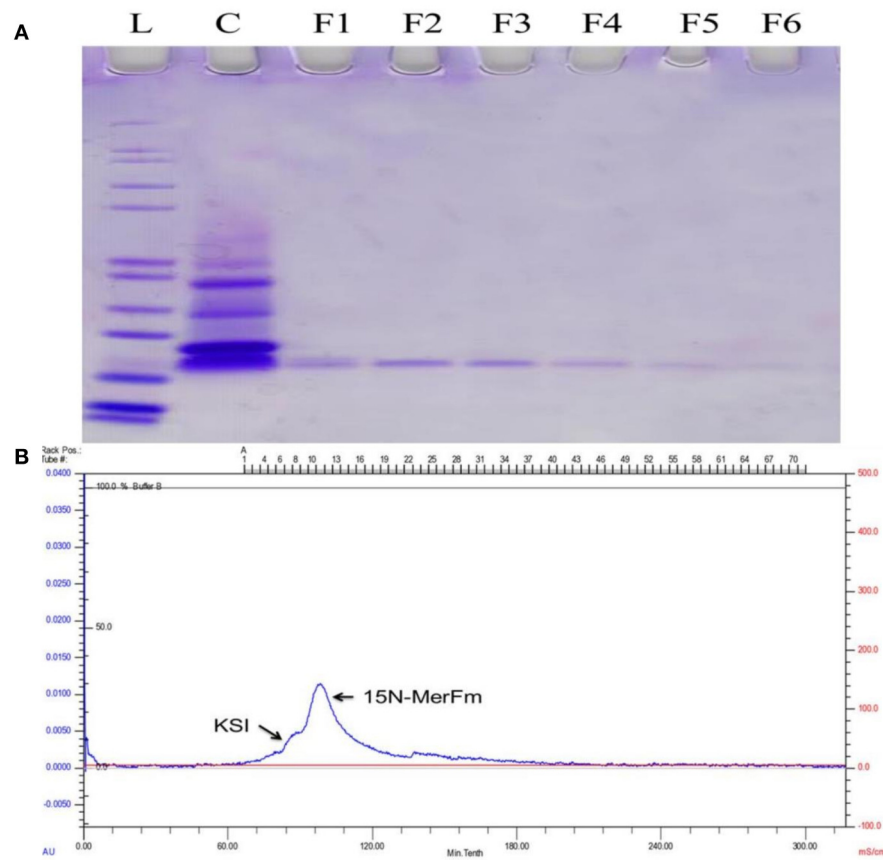 A
L C F1 F2 F3 F4 F5 F6
B
Rack Pos.: A
Tube #: 1 4 6 8 10 13 16 19 22 25 28 31 34 37 40 43 46 49 52 55 58 61 64 67 70
0.0400 100.0 % Buffer B 500.0
0.0350
0.0300 400.0
0.0250 300.0
0.0200 50.0
0.0150 200.0
15N-MerFm
0.0100 100.0
KSI
0.0050
0.0000 0.0 0.0
-0.0050
-100.0
0.00 60.00 120.00 180.00 240.00 300.00
AU Min.Tenth mS/cm